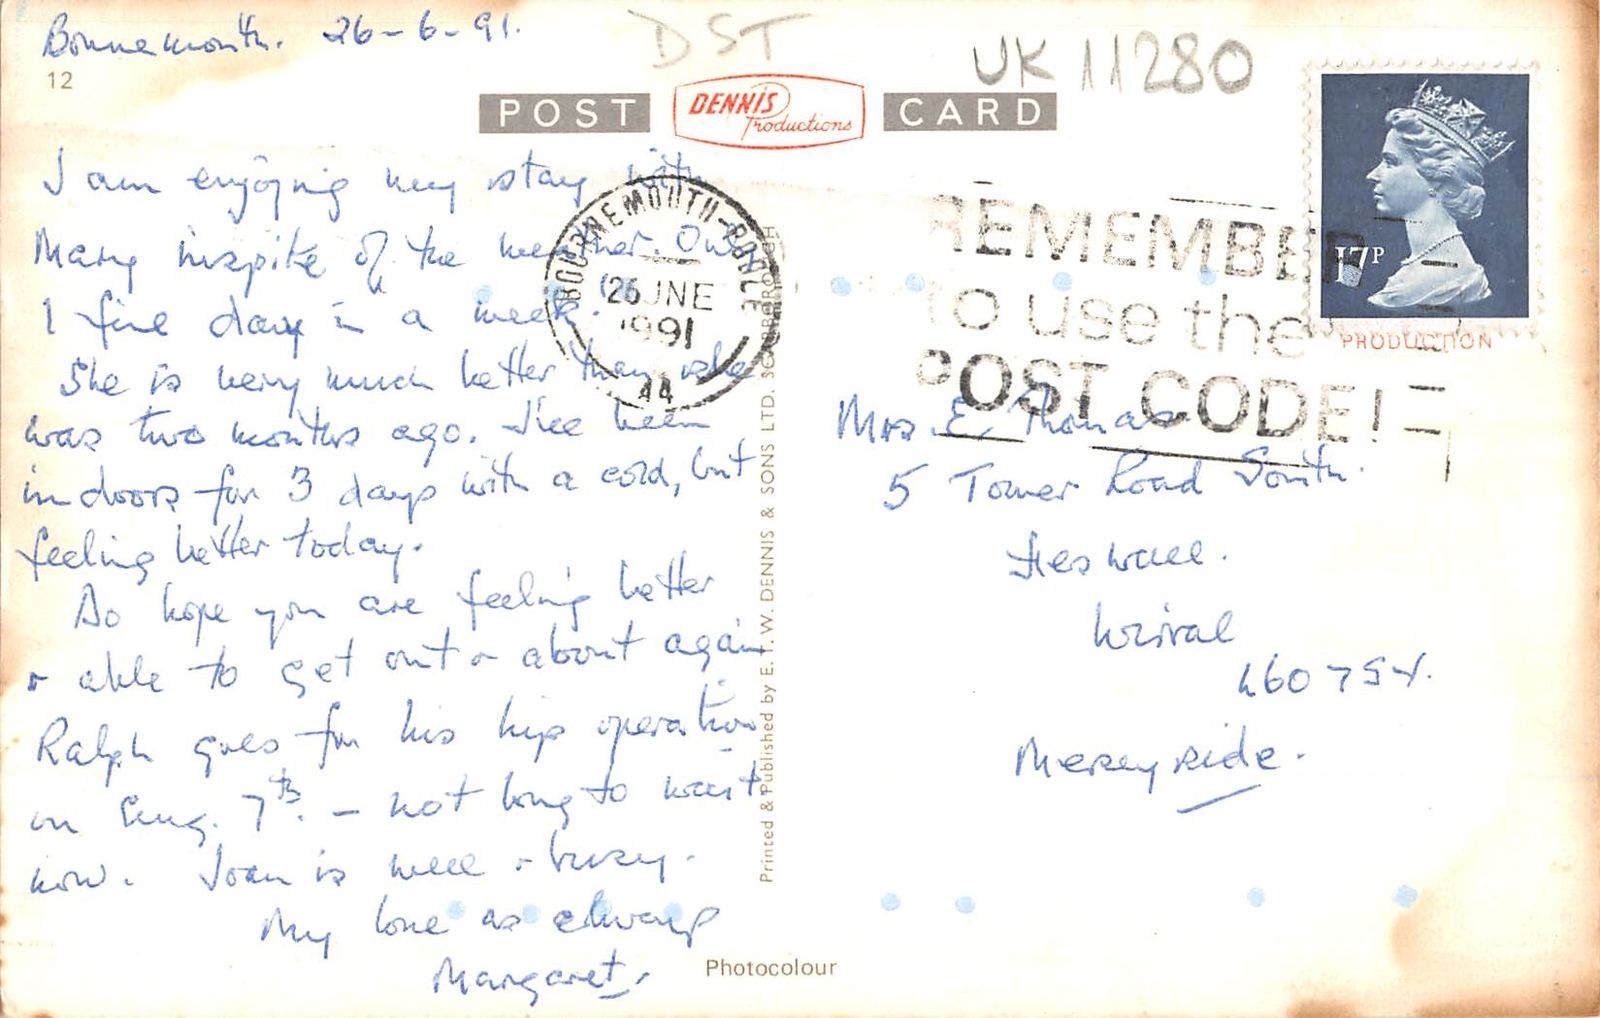 Bournemouth. 26-6-91.
DST
UK 11280
12
POST DENNIS Productions CARD
I am enjoying my stay with
Mary inspite of the weather. Only
1 fine day in a week.
She is very much better than she
was two months ago. I've been
indoors for 3 days with a cold, but
feeling better today.
Do hope you are feeling better
& able to get out & about again
Ralph goes for his hip operation
on Aug. 7th. - not long to wait
now. Joan is well & busy.
My love as always
Margaret.
BOURNEMOUTH-POOLE
26 JNE
1991
44
REMEMBER
to use the
POST CODE!
17P
PRODUCTION
Mrs E. Thomas
5 Tower Road South.
Heswall.
Wirral
L60 7SY.
Merseyside.
Printed & Published by E. T. W. DENNIS & SONS LTD. SCARBOROUGH
Photocolour